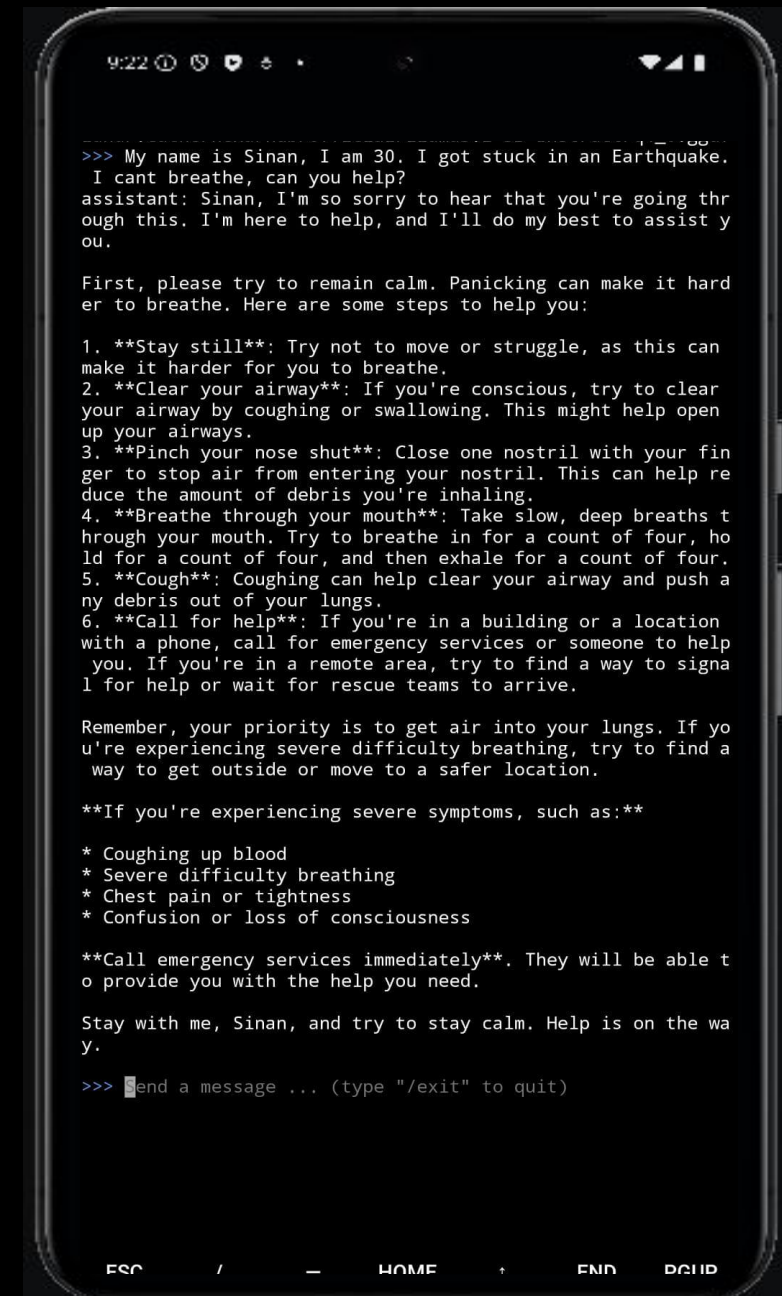 9:22
>>> My name is Sinan, I am 30. I got stuck in an Earthquake.
I cant breathe, can you help?
assistant: Sinan, I'm so sorry to hear that you're going thr
ough this. I'm here to help, and I'll do my best to assist y
ou.
First, please try to remain calm. Panicking can make it hard
er to breathe. Here are some steps to help you:
1. **Stay still**: Try not to move or struggle, as this can
make it harder for you to breathe.
2. **Clear your airway**: If you're conscious, try to clear
your airway by coughing or swallowing. This might help open
up your airways.
3. **Pinch your nose shut**: Close one nostril with your fin
ger to stop air from entering your nostril. This can help re
duce the amount of debris you're inhaling.
4. **Breathe through your mouth**: Take slow, deep breaths t
hrough your mouth. Try to breathe in for a count of four, ho
ld for a count of four, and then exhale for a count of four.
5. **Cough**: Coughing can help clear your airway and push a
ny debris out of your lungs.
6. **Call for help**: If you're in a building or a location
with a phone, call for emergency services or someone to help
you. If you're in a remote area, try to find a way to signa
l for help or wait for rescue teams to arrive.
Remember, your priority is to get air into your lungs. If yo
u're experiencing severe difficulty breathing, try to find a
way to get outside or move to a safer location.
**If you're experiencing severe symptoms, such as:**
* Coughing up blood
* Severe difficulty breathing
* Chest pain or tightness
* Confusion or loss of consciousness
**Call emergency services immediately**. They will be able t
o provide you with the help you need.
Stay with me, Sinan, and try to stay calm. Help is on the wa
y.
>>> Send a message ... (type "/exit" to quit)
ESC / — HOME ↑ END PGUP